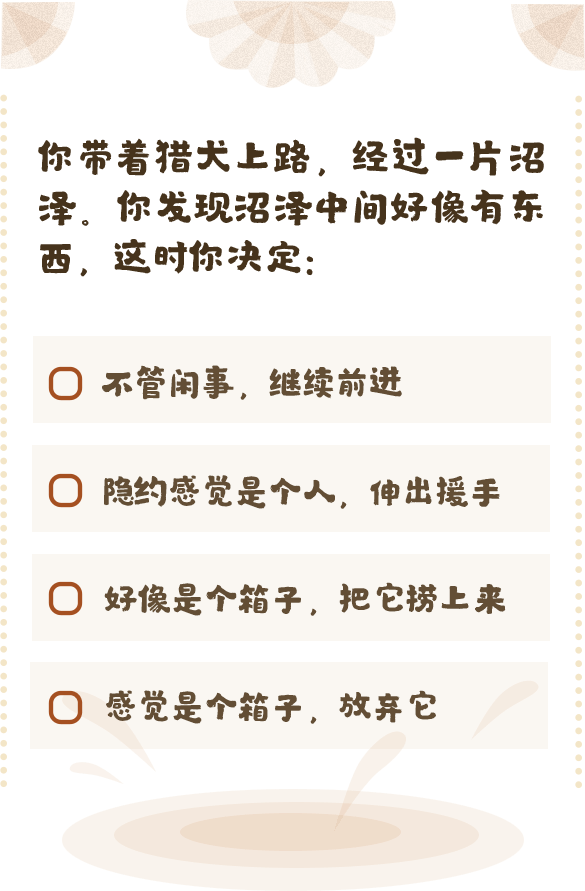 你带着猎犬上路，经过一片沼
泽。你发现沼泽中间好像有东
西，这时你决定：
不管闲事，继续前进
隐约感觉是个人，伸出援手
好像是个箱子，把它捞上来
感觉是个箱子，放弃它